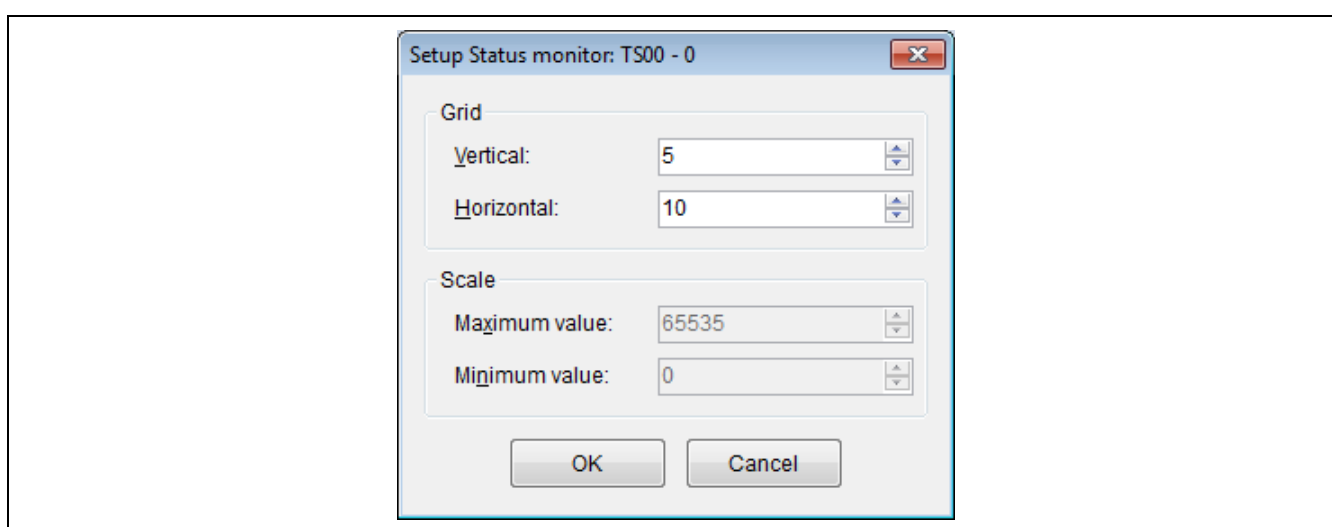 Setup Status monitor: TS00 - 0
Grid
Vertical: 5
Horizontal: 10
Scale
Maximum value: 65535
Minimum value: 0
OK Cancel